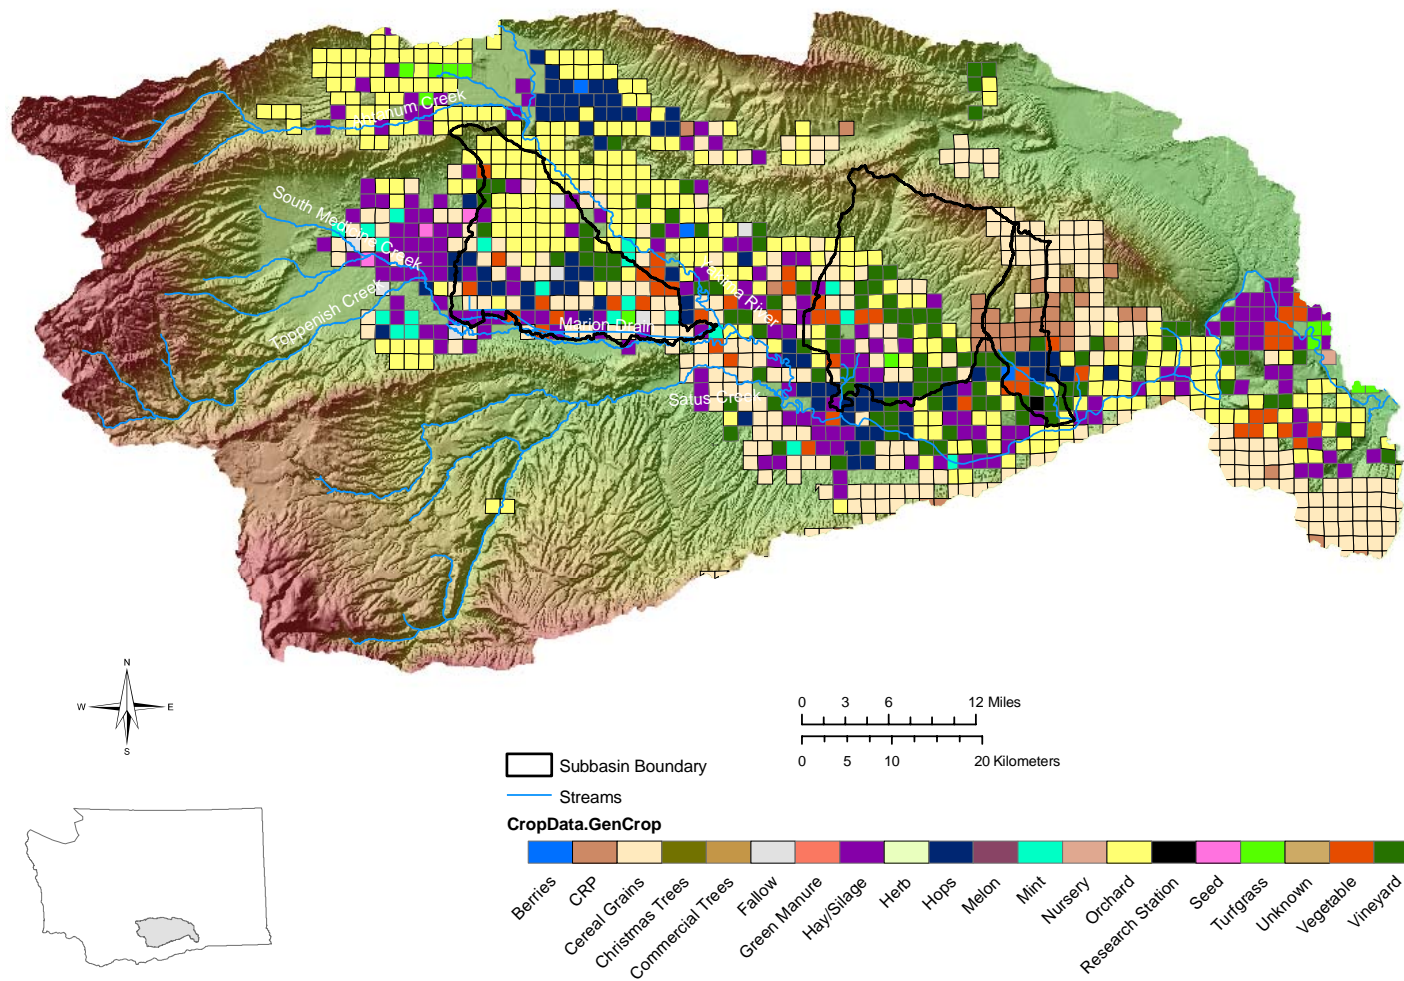 Ahtanum Creek
South Medicine Creek
Toppenish Creek
Yakima River
Marion Drain
Satus Creek
N
W E
S
0 3 6 12 Miles
0 5 10 20 Kilometers
Subbasin Boundary
Streams
CropData.GenCrop
Berries
CRP
Cereal Grains
Christmas Trees
Commercial Trees
Fallow
Green Manure
Hay/Silage
Herb
Hops
Melon
Mint
Nursery
Orchard
Research Station
Seed
Turfgrass
Unknown
Vegetable
Vineyard